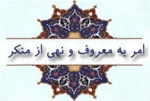 امر به معروف و نهی از منکر